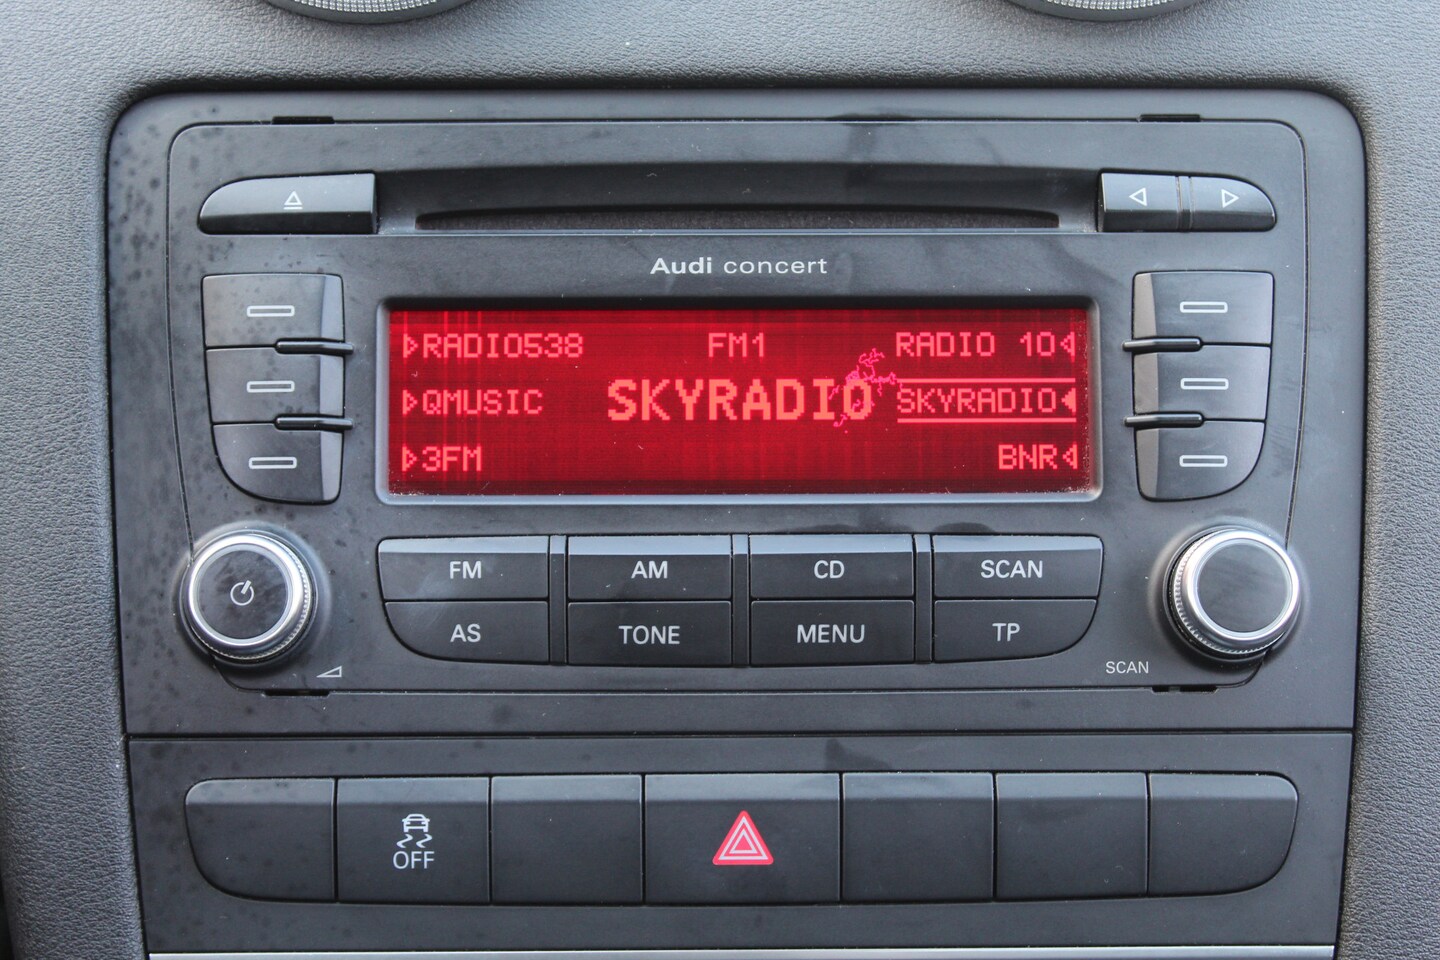 Audi concert
RADIO538 FM1 RADIO 10
QMUSIC SKYRADIO SKYRADIO
3FM BNR
FM AM CD SCAN
AS TONE MENU TP
SCAN
OFF